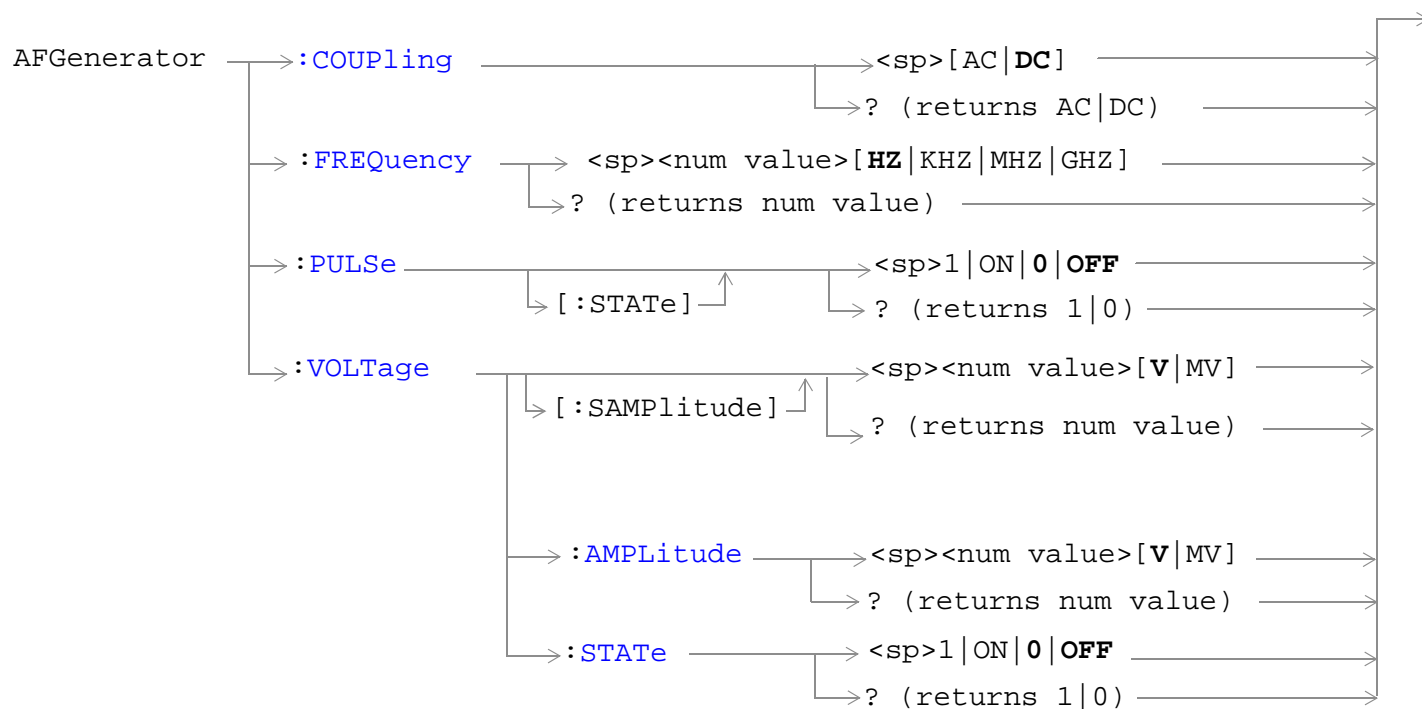 AFGenerator :COUPling <sp>[AC|DC]
? (returns AC|DC)
:FREQuency <sp><num value>[HZ|KHZ|MHZ|GHZ]
? (returns num value)
:PULSe <sp>1|ON|0|OFF
[:STATe] ? (returns 1|0)
:VOLTage <sp><num value>[V|MV]
[:SAMPlitude] ? (returns num value)
:AMPLitude <sp><num value>[V|MV]
? (returns num value)
:STATe <sp>1|ON|0|OFF
? (returns 1|0)